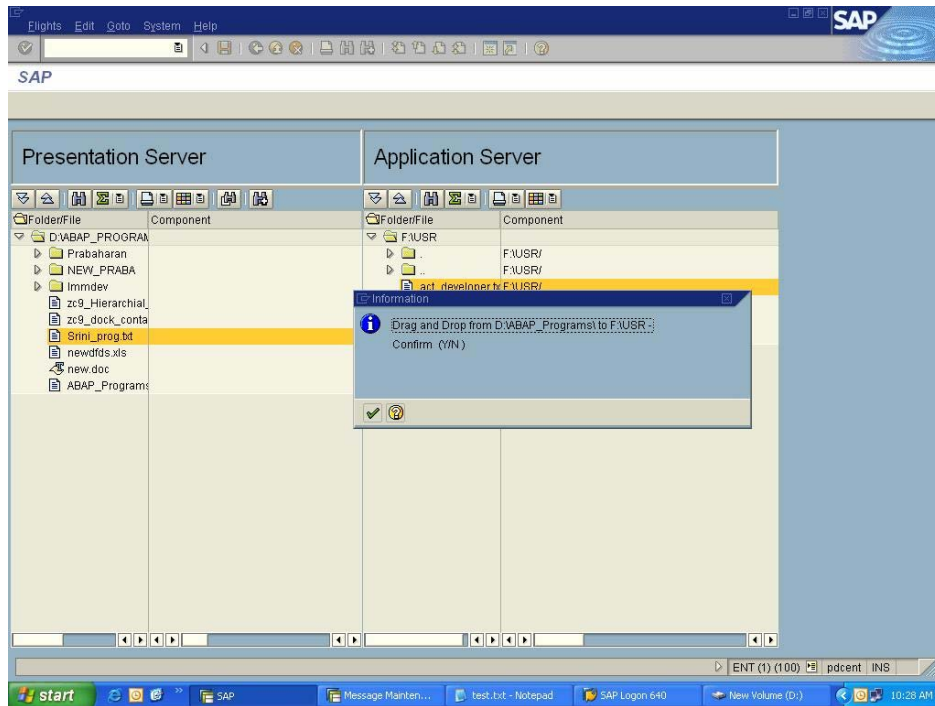 Flights Edit Goto System Help
SAP
SAP
Presentation Server
Application Server
Folder/File Component
Folder/File Component
D:\ABAP_PROGRAM
Prabaharan
NEW_PRABA
Immdev
zc9_Hierarchial_
zc9_dock_conta
Srini_prog.txt
newdfds.xls
new.doc
ABAP_Programs
F:\USR
. F:\USR/
.. F:\USR/
act_developer.tx F:\USR/
Information
Drag and Drop from D:\ABAP_Programs\ to F:\USR -
Confirm (Y/N )
ENT (1) (100) pdcent INS
start SAP Message Mainten... test.txt - Notepad SAP Logon 640 New Volume (D:) 10:28 AM